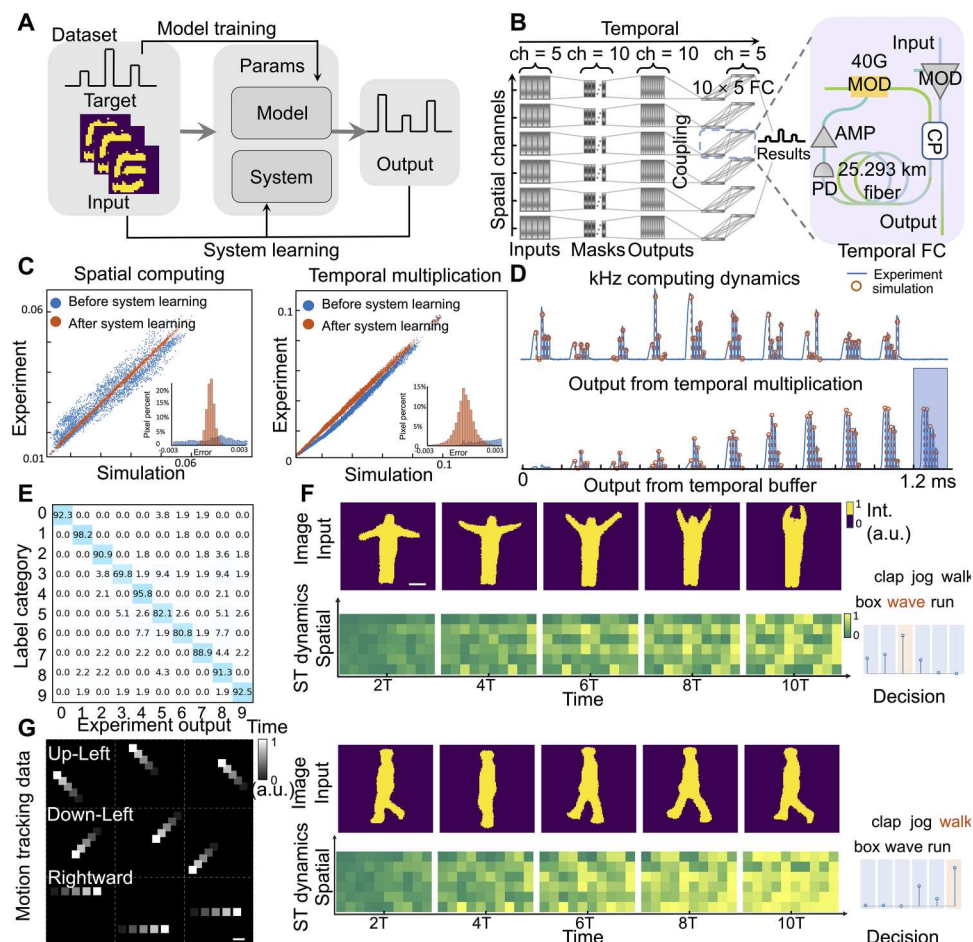 A
Dataset
Model training
Target
Input
Params
Model
System
Output
System learning
B
Temporal
ch = 5 ch = 10 ch = 10 ch = 5
Spatial channels
Inputs Masks Outputs
Coupling
10 × 5 FC
Results
Input
40G
MOD
MOD
AMP
CP
PD
25.293 km
fiber
Output
Temporal FC
C
Spatial computing
Before system learning
After system learning
Experiment
0.06
0.01
Simulation
0.06
Pixel percent
20%
15%
10%
5%
-0.003 Error 0.003
Temporal multiplication
Before system learning
After system learning
Experiment
0.1
0
Simulation
0.1
Pixel percent
15%
10%
5%
-0.003 Error 0.003
D
kHz computing dynamics
Experiment
simulation
Output from temporal multiplication
0
1.2 ms
Output from temporal buffer
E
Label category
0 92.3 0.0 0.0 0.0 0.0 3.8 1.9 1.9 0.0 0.0
1 0.0 98.2 0.0 0.0 0.0 0.0 1.8 0.0 0.0 0.0
2 0.0 0.0 90.9 0.0 1.8 0.0 0.0 1.8 3.6 1.8
3 0.0 0.0 3.8 69.8 1.9 9.4 1.9 1.9 9.4 1.9
4 0.0 0.0 2.1 0.0 95.8 0.0 0.0 0.0 2.1 0.0
5 0.0 0.0 0.0 5.1 2.6 82.1 2.6 0.0 5.1 2.6
6 0.0 0.0 0.0 0.0 7.7 1.9 80.8 1.9 7.7 0.0
7 0.0 2.2 2.2 0.0 0.0 0.0 0.0 88.9 4.4 2.2
8 0.0 2.2 2.2 0.0 0.0 4.3 0.0 0.0 91.3 0.0
9 0.0 1.9 0.0 1.9 0.0 0.0 1.9 0.0 1.9 92.5
0 1 2 3 4 5 6 7 8 9
Experiment output
F
Image
Input
1
0
Int.
(a.u.)
ST dynamics
Spatial
1
0
2T 4T 6T 8T 10T
Time
clap jog walk
box wave run
Decision
G
Motion tracking data
Up-Left
Down-Left
Rightward
Time
1
0
(a.u.)
Image
Input
ST dynamics
Spatial
2T 4T 6T 8T 10T
Time
clap jog walk
box wave run
Decision